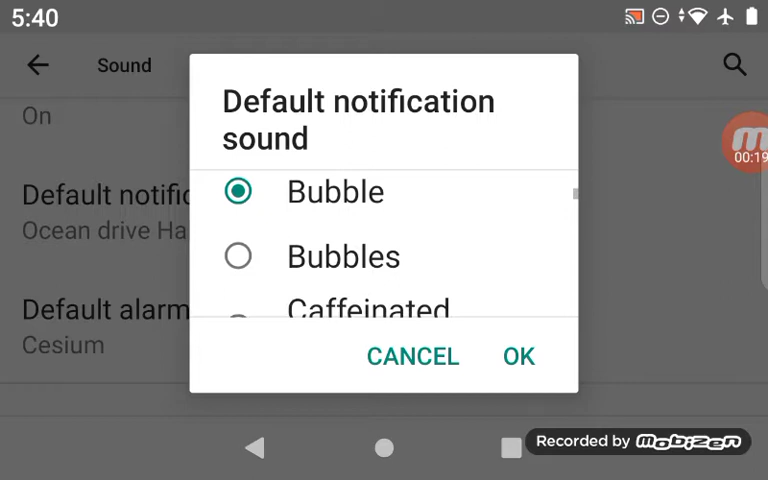 5:40
Sound
00:19
On
Default notific
Ocean drive Ha
Default alarm
Cesium
Default notification
sound
Bubble
Bubbles
Caffeinated
CANCEL
OK
Recorded by mobizen